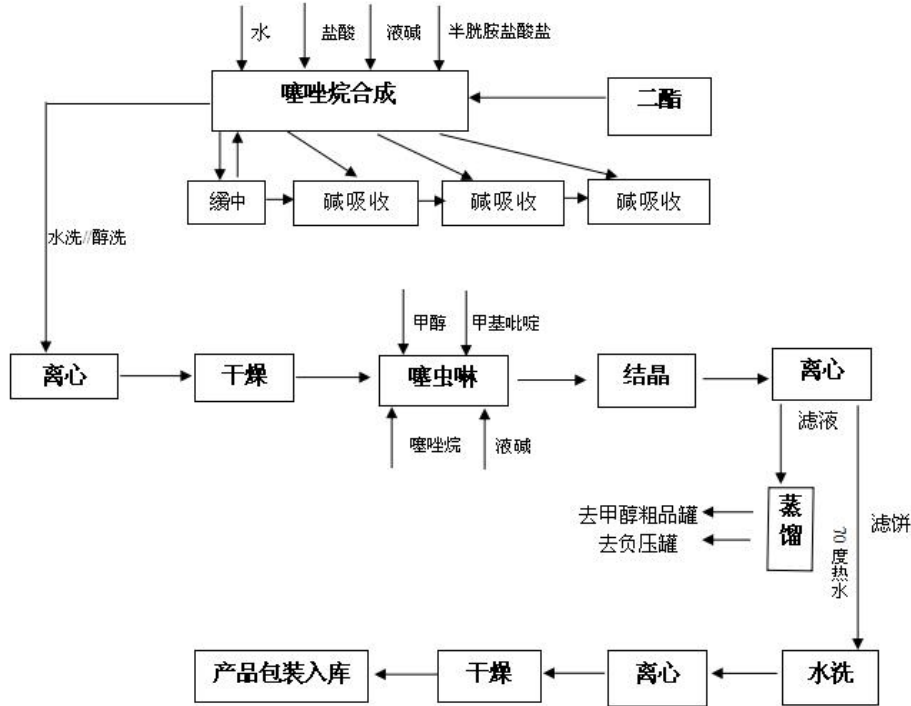 水
盐酸
液碱
半胱胺盐酸盐
噻唑烷合成
二酯
缓冲
碱吸收
碱吸收
碱吸收
水洗//醇洗
甲醇
甲基吡啶
离心
干燥
噻虫啉
结晶
离心
噻唑烷
液碱
滤液
蒸馏
去甲醇粗品罐
去负压罐
70度热水
滤饼
产品包装入库
干燥
离心
水洗